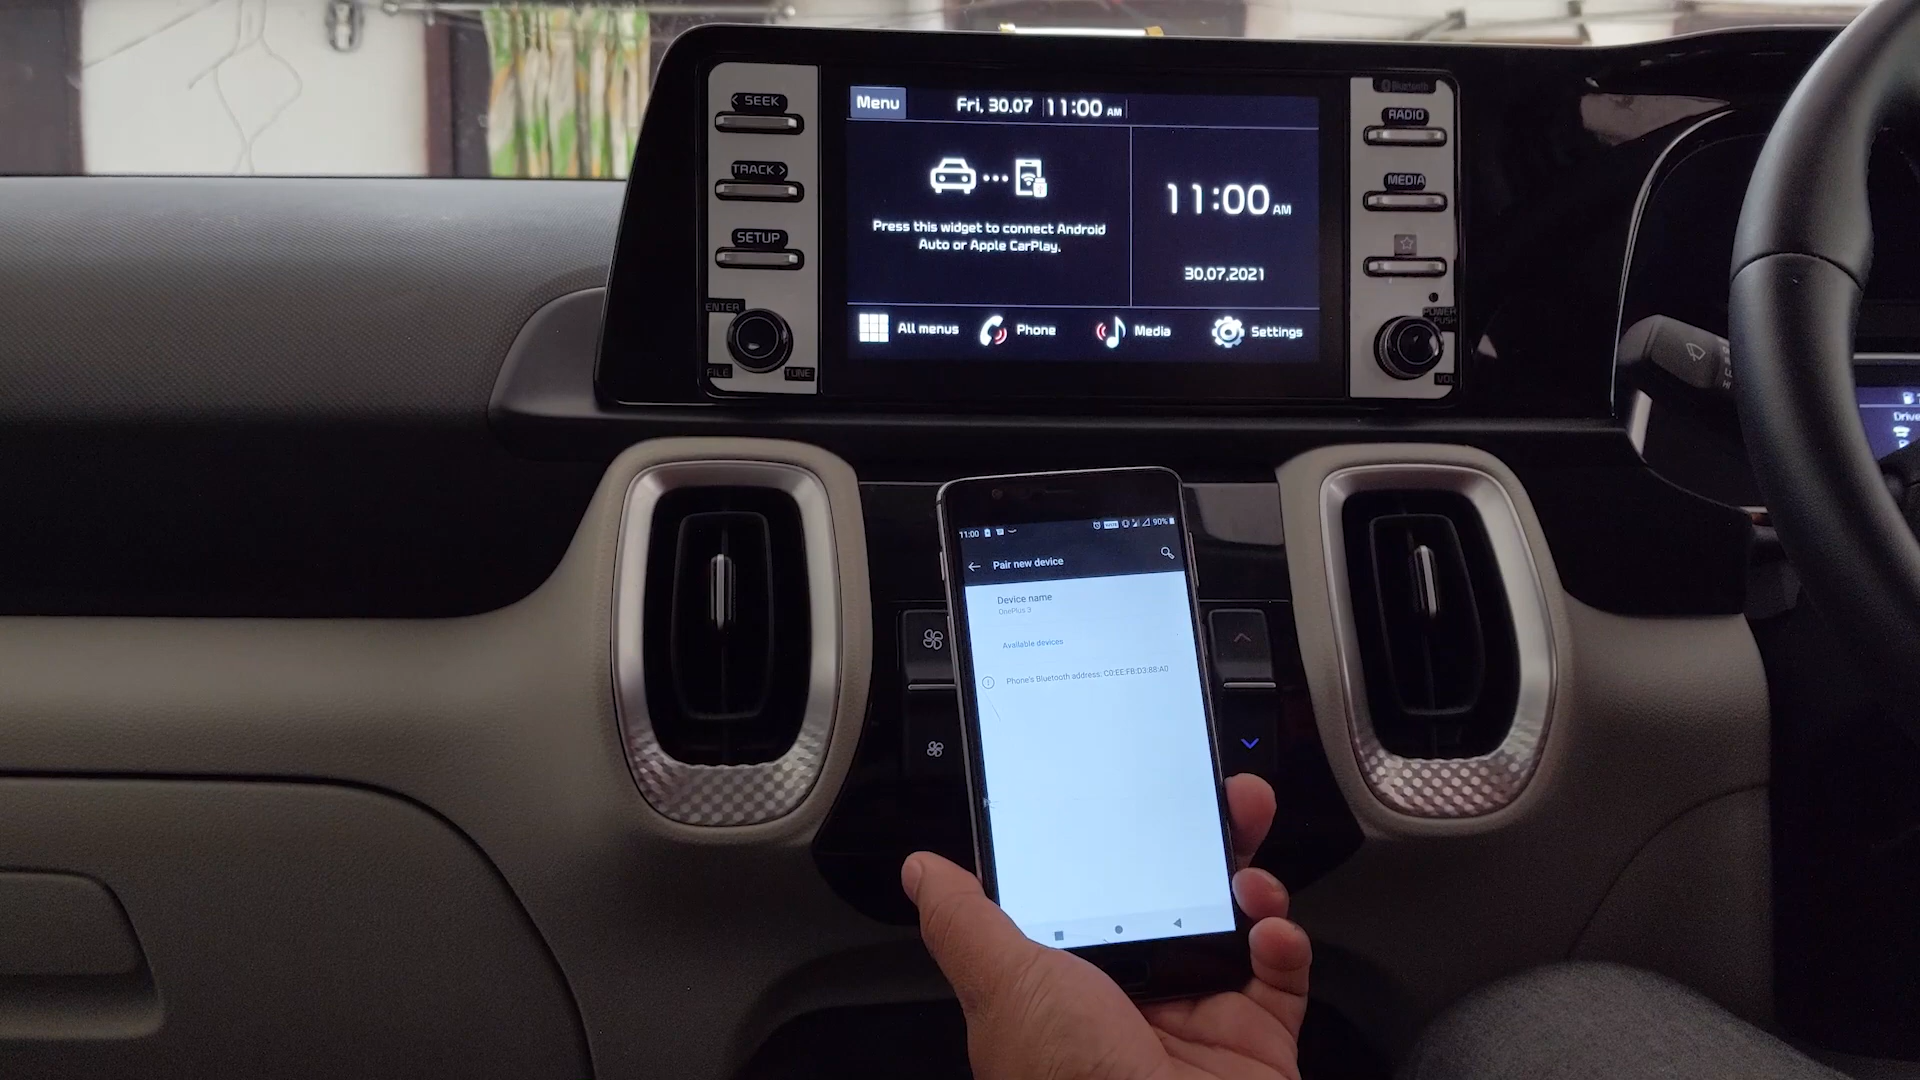 < SEEK
TRACK >
SETUP
ENTER
FILE
TUNE
Menu
Fri, 30.07
11:00 AM
Press this widget to connect Android
Auto or Apple CarPlay.
11:00 AM
30.07.2021
All menus
Phone
Media
Settings
Bluetooth
RADIO
MEDIA
POWER
PUSH
VOL
Drive
11:00
90%
Pair new device
Device name
OnePlus 3
Available devices
Phone's Bluetooth address: C0:EE:FB:D3:88:A0